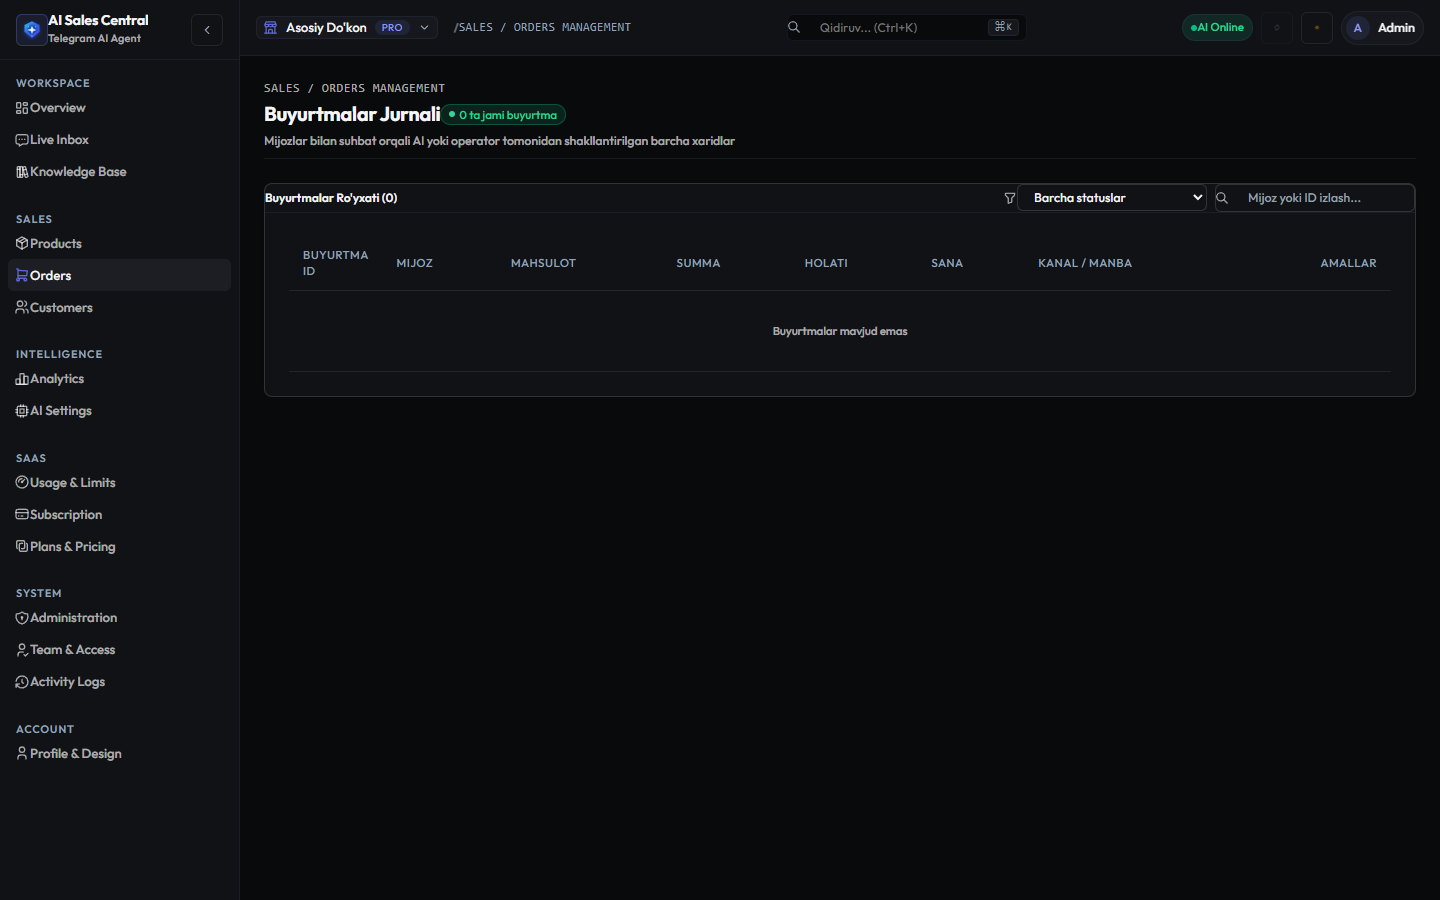 AI Sales Central
Telegram AI Agent
WORKSPACE
Overview
Live Inbox
Knowledge Base
SALES
Products
Orders
Customers
INTELLIGENCE
Analytics
AI Settings
SAAS
Usage & Limits
Subscription
Plans & Pricing
SYSTEM
Administration
Team & Access
Activity Logs
ACCOUNT
Profile & Design
Asosiy Do'kon PRO
/SALES / ORDERS MANAGEMENT
Qidiruv... (Ctrl+K) ⌘K
AI Online
A Admin
SALES / ORDERS MANAGEMENT
Buyurtmalar Jurnali 0 ta jami buyurtma
Mijozlar bilan suhbat orqali AI yoki operator tomonidan shakllantirilgan barcha xaridlar
Buyurtmalar Ro'yxati (0) Barcha statuslar Mijoz yoki ID izlash...
BUYURTMA ID MIJOZ MAHSULOT SUMMA HOLATI SANA KANAL / MANBA AMALLAR
Buyurtmalar mavjud emas